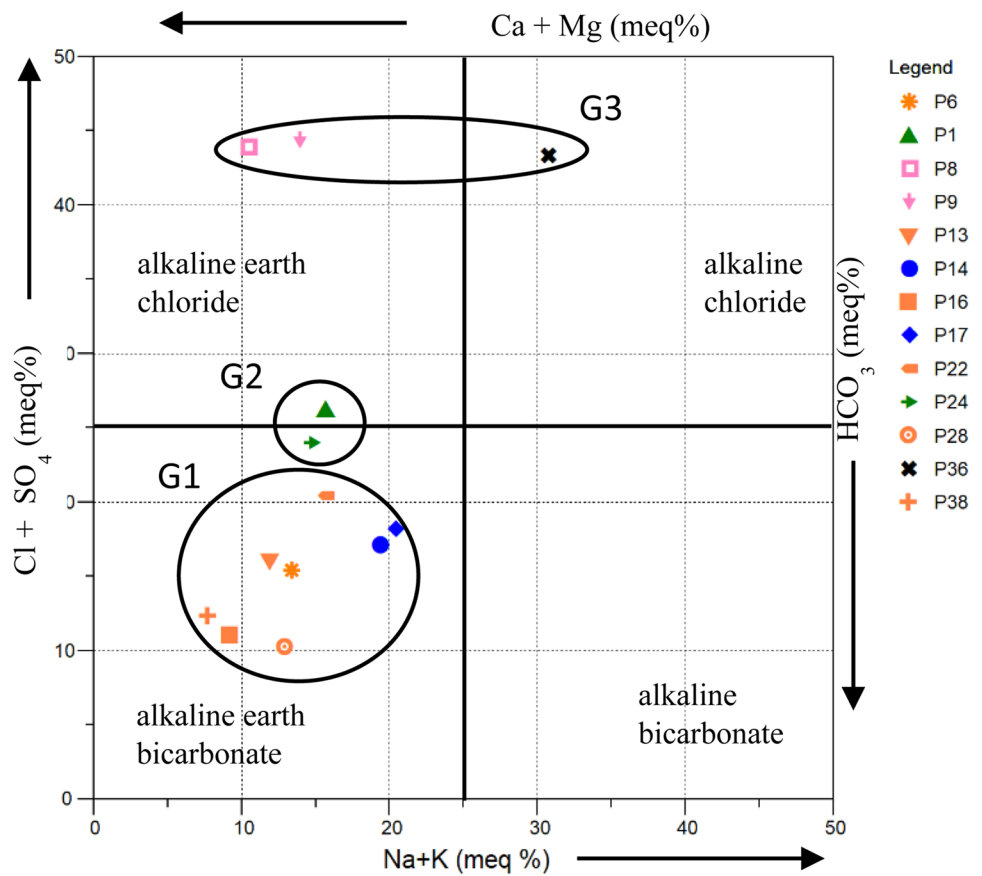 Ca + Mg (meq%)
50
Legend
G3
P6
P1
P8
P9
40
P13
alkaline earth
chloride
alkaline
chloride
P14
P16
P17
0
G2
P22
P24
Cl + SO₄ (meq%)
HCO₃ (meq%)
P28
G1
P36
0
P38
10
alkaline earth
bicarbonate
alkaline
bicarbonate
0
0 10 20 30 40 50
Na+K (meq %)